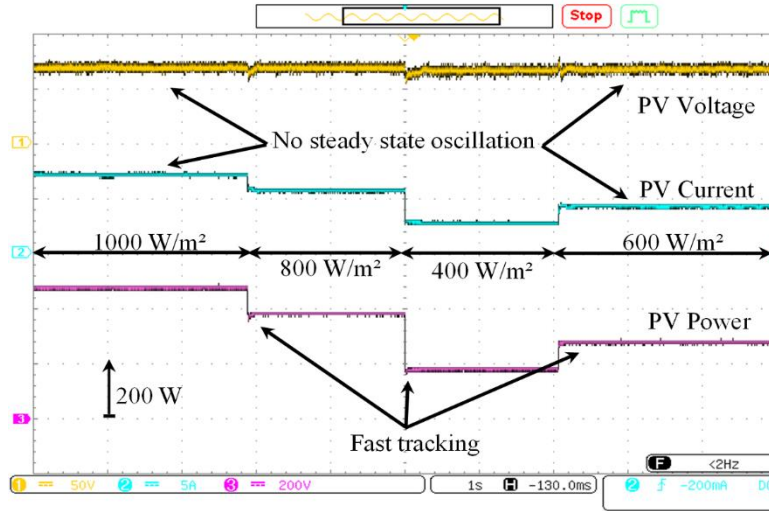 Stop
PV Voltage
1
No steady state oscillation
PV Current
1000 W/m²
800 W/m²
400 W/m²
600 W/m²
2
PV Power
200 W
3
Fast tracking
F <2Hz
1 50V 2 5A 3 200V 1s H -130.0ms 2 -200mA